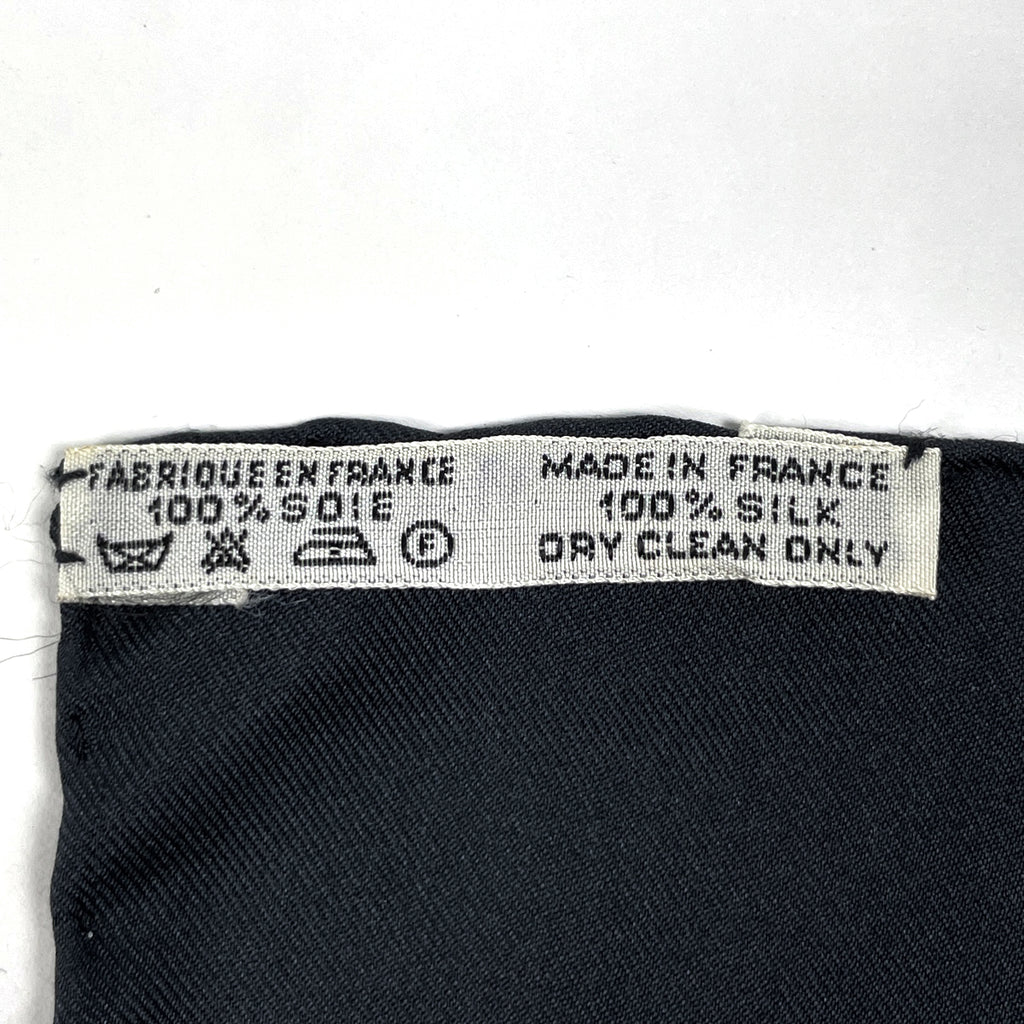 FABRIQUE EN FRANCE
100% SOIE
F
MADE IN FRANCE
100% SILK
DRY CLEAN ONLY